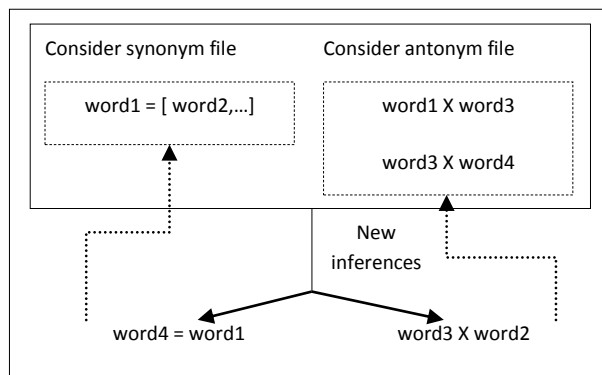 Consider synonym file
word1 = [ word2,...]
Consider antonym file
word1 X word3
word3 X word4
New
inferences
word4 = word1
word3 X word2